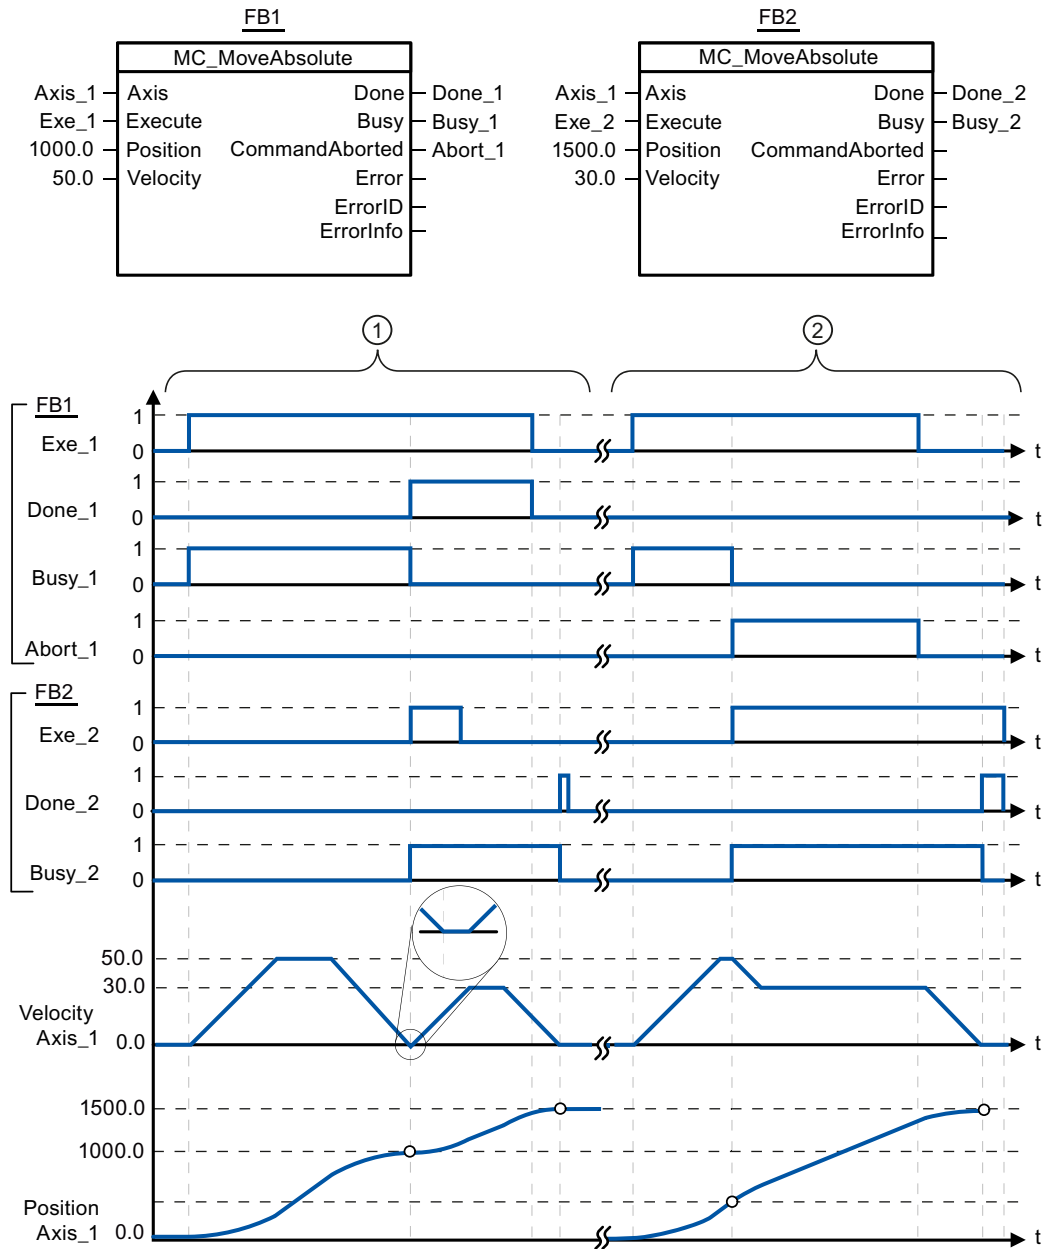 FB1
FB2
MC_MoveAbsolute
MC_MoveAbsolute
Axis_1 Axis Done Done_1
Exe_1 Execute Busy Busy_1
1000.0 Position CommandAborted Abort_1
50.0 Velocity Error
ErrorID
ErrorInfo
Axis_1 Axis Done Done_2
Exe_2 Execute Busy Busy_2
1500.0 Position CommandAborted
30.0 Velocity Error
ErrorID
ErrorInfo
1
2
FB1
Exe_1
1
0
t
Done_1
1
0
t
Busy_1
1
0
t
Abort_1
1
0
t
FB2
Exe_2
1
0
t
Done_2
1
0
t
Busy_2
1
0
t
50.0
30.0
Velocity
Axis_1
0.0
t
1500.0
1000.0
Position
Axis_1
0.0
t